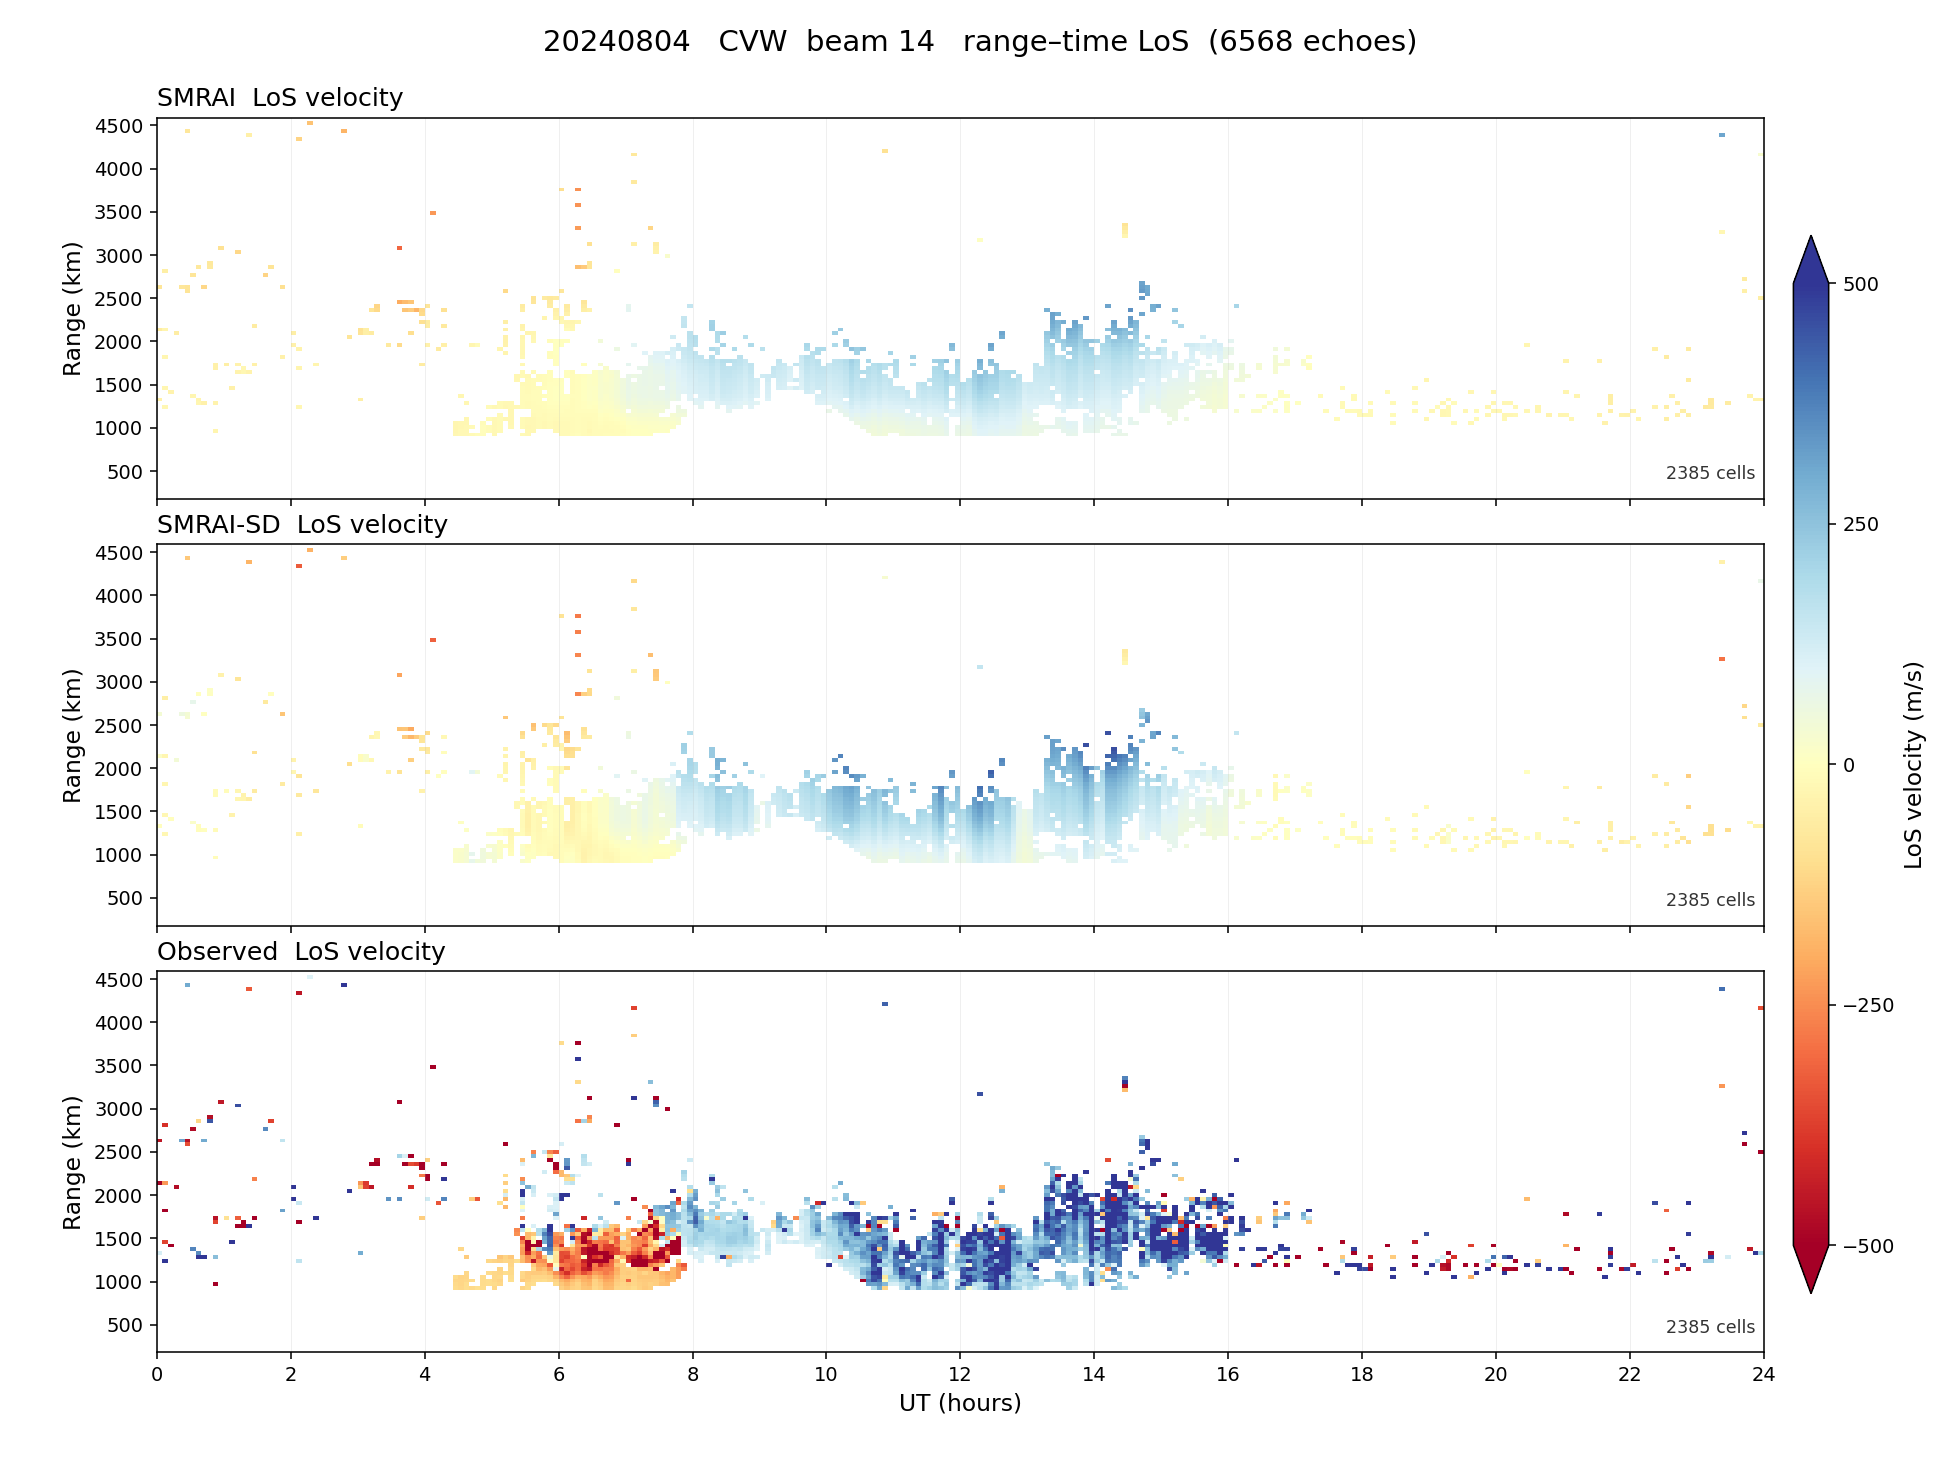 20240804   CVW  beam 14   range–time LoS  (6568 echoes)
SMRAI  LoS velocity
4500
4000
3500
3000
2500
2000
1500
1000
500
Range (km)
2385 cells
SMRAI-SD  LoS velocity
4500
4000
3500
3000
2500
2000
1500
1000
500
Range (km)
2385 cells
Observed  LoS velocity
4500
4000
3500
3000
2500
2000
1500
1000
500
Range (km)
2385 cells
0 2 4 6 8 10 12 14 16 18 20 22 24
UT (hours)
500
250
0
−250
−500
LoS velocity (m/s)